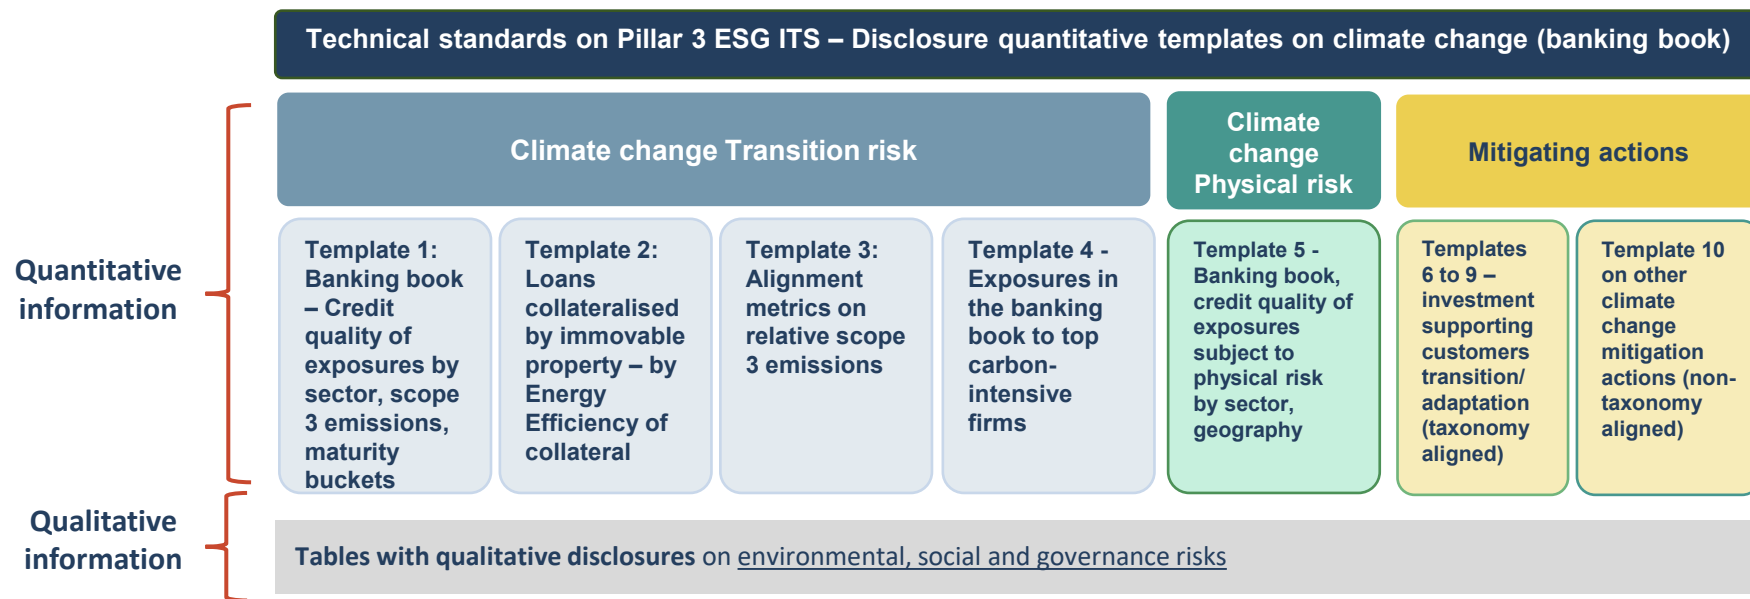 Technical standards on Pillar 3 ESG ITS – Disclosure quantitative templates on climate change (banking book)
Climate change Transition risk
Climate
change
Physical risk
Mitigating actions
Quantitative
information
Template 1:
Banking book
– Credit
quality of
exposures by
sector, scope
3 emissions,
maturity
buckets
Template 2:
Loans
collateralised
by immovable
property – by
Energy
Efficiency of
collateral
Template 3:
Alignment
metrics on
relative scope
3 emissions
Template 4 -
Exposures in
the banking
book to top
carbon-
intensive
firms
Template 5 -
Banking book,
credit quality of
exposures
subject to
physical risk
by sector,
geography
Templates
6 to 9 –
investment
supporting
customers
transition/
adaptation
(taxonomy
aligned)
Template 10
on other
climate
change
mitigation
actions (non-
taxonomy
aligned)
Qualitative
information
Tables with qualitative disclosures on environmental, social and governance risks